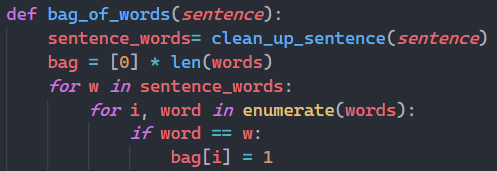 def bag_of_words(sentence):
    sentence_words= clean_up_sentence(sentence)
    bag = [0] * len(words)
    for w in sentence_words:
        for i, word in enumerate(words):
            if word == w:
                bag[i] = 1